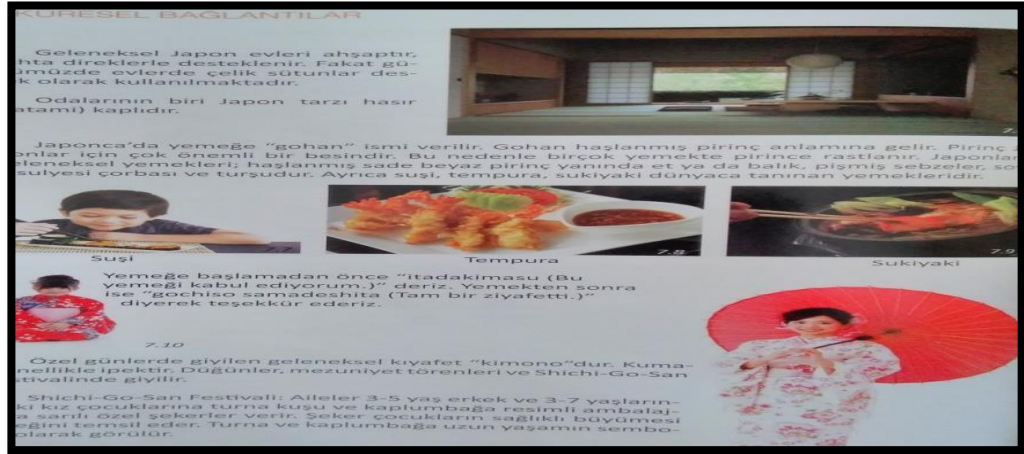 KÜRESEL BAĞLANTILAR
Geleneksel Japon evleri ahşaptır,
hta direklerle desteklenir. Fakat gü-
ümüzde evlerde çelik sütunlar des-
k olarak kullanılmaktadır.
Odalarının biri Japon tarzı hasır
atami) kaplıdır.
7.
Japonca'da yemeğe "gohan" ismi verilir. Gohan haşlanmış pirinç anlamına gelir. Pirinç J
onlar için çok önemli bir besindir. Bu nedenle birçok yemekte pirince rastlanır. Japonlar
eleneksel yemekleri; haşlanmış sade beyaz pirinç yanında et ya da balık, pişmiş sebzeler, so
sulyesi çorbası ve turşudur. Ayrıca suşi, tempura, sukiyaki dünyaca tanınan yemekleridir.
7.7
7.8
7.9
Suşi
Tempura
Sukiyaki
Yemeğe başlamadan önce "itadakimasu (Bu
yemeği kabul ediyorum.)" deriz. Yemekten sonra
ise "gochiso samadeshita (Tam bir ziyafetti.)"
diyerek teşekkür ederiz.
7.10
Özel günlerde giyilen geleneksel kıyafet "kimono"dur. Kuma-
nellikle ipektir. Düğünler, mezuniyet törenleri ve Shichi-Go-San
stivalinde giyilir.
Shichi-Go-San Festivali: Aileler 3-5 yaş erkek ve 3-7 yaşların-
ki kız çocuklarına turna kuşu ve kaplumbağa resimli ambalaj-
a sarılı özel şekerler verir. Şeker çocukların sağlıklı büyümesi
eğini temsil eder. Turna ve kaplumbağa uzun yaşamın sembo-
olarak görülür.